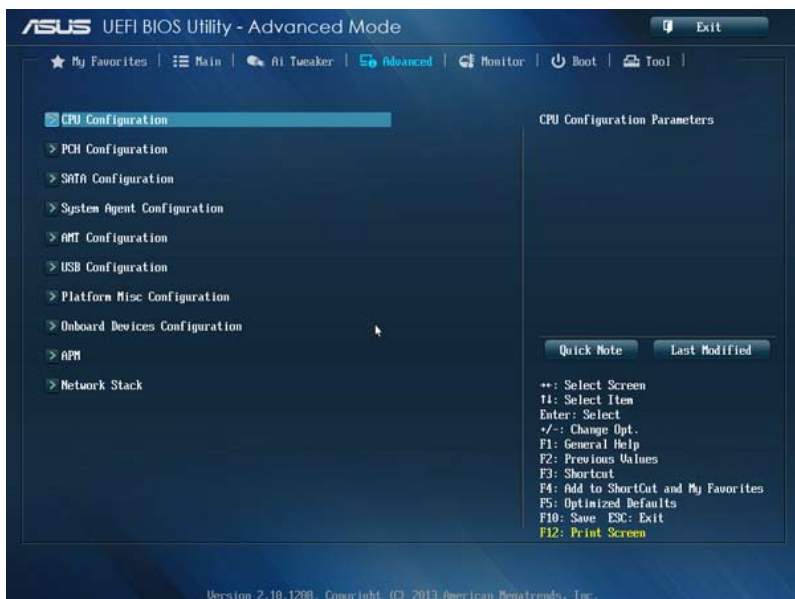 ASUS UEFI BIOS Utility - Advanced Mode
Exit
My Favorites | Main | Ai Tweaker | Advanced | Monitor | Boot | Tool |
> CPU Configuration
CPU Configuration Parameters
> PCH Configuration
> SATA Configuration
> System Agent Configuration
> AMT Configuration
> USB Configuration
> Platform Misc Configuration
> Onboard Devices Configuration
> APM
> Network Stack
Quick Note
Last Modified
→←: Select Screen
↑↓: Select Item
Enter: Select
+/-: Change Opt.
F1: General Help
F2: Previous Values
F3: Shortcut
F4: Add to ShortCut and My Favorites
F5: Optimized Defaults
F10: Save ESC: Exit
F12: Print Screen
Version 2.10.1208. Copyright (C) 2013 American Megatrends, Inc.